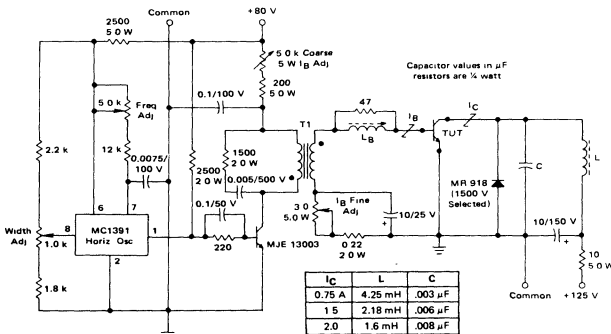 Common
+80 V
2500
5.0 W
5.0 k Coarse
5 W IB Adj
200
5.0 W
Capacitor values in μF
resistors are ¼ watt
0.1/100 V
50 k
Freq
Adj
47
IB
IC
T1
LB
TUT
2.2 k
12 k
0.0075/
100 V
2500
2.0 W
1500
2.0 W
0.005/500 V
C
L
MR 918
(1500 V
Selected)
0.1/50 V
3.0
5.0 W
IB Fine
Adj
10/25 V
10/150 V
+
6
7
Width
Adj
8
MC1391
Horiz Osc
1
1.0 k
2
220
MJE 13003
0.22
2.0 W
10
5.0 W
1.8 k
Common
+125 V
IC L C
0.75 A 4.25 mH .003 μF
1.5 2.18 mH .006 μF
2.0 1.6 mH .008 μF